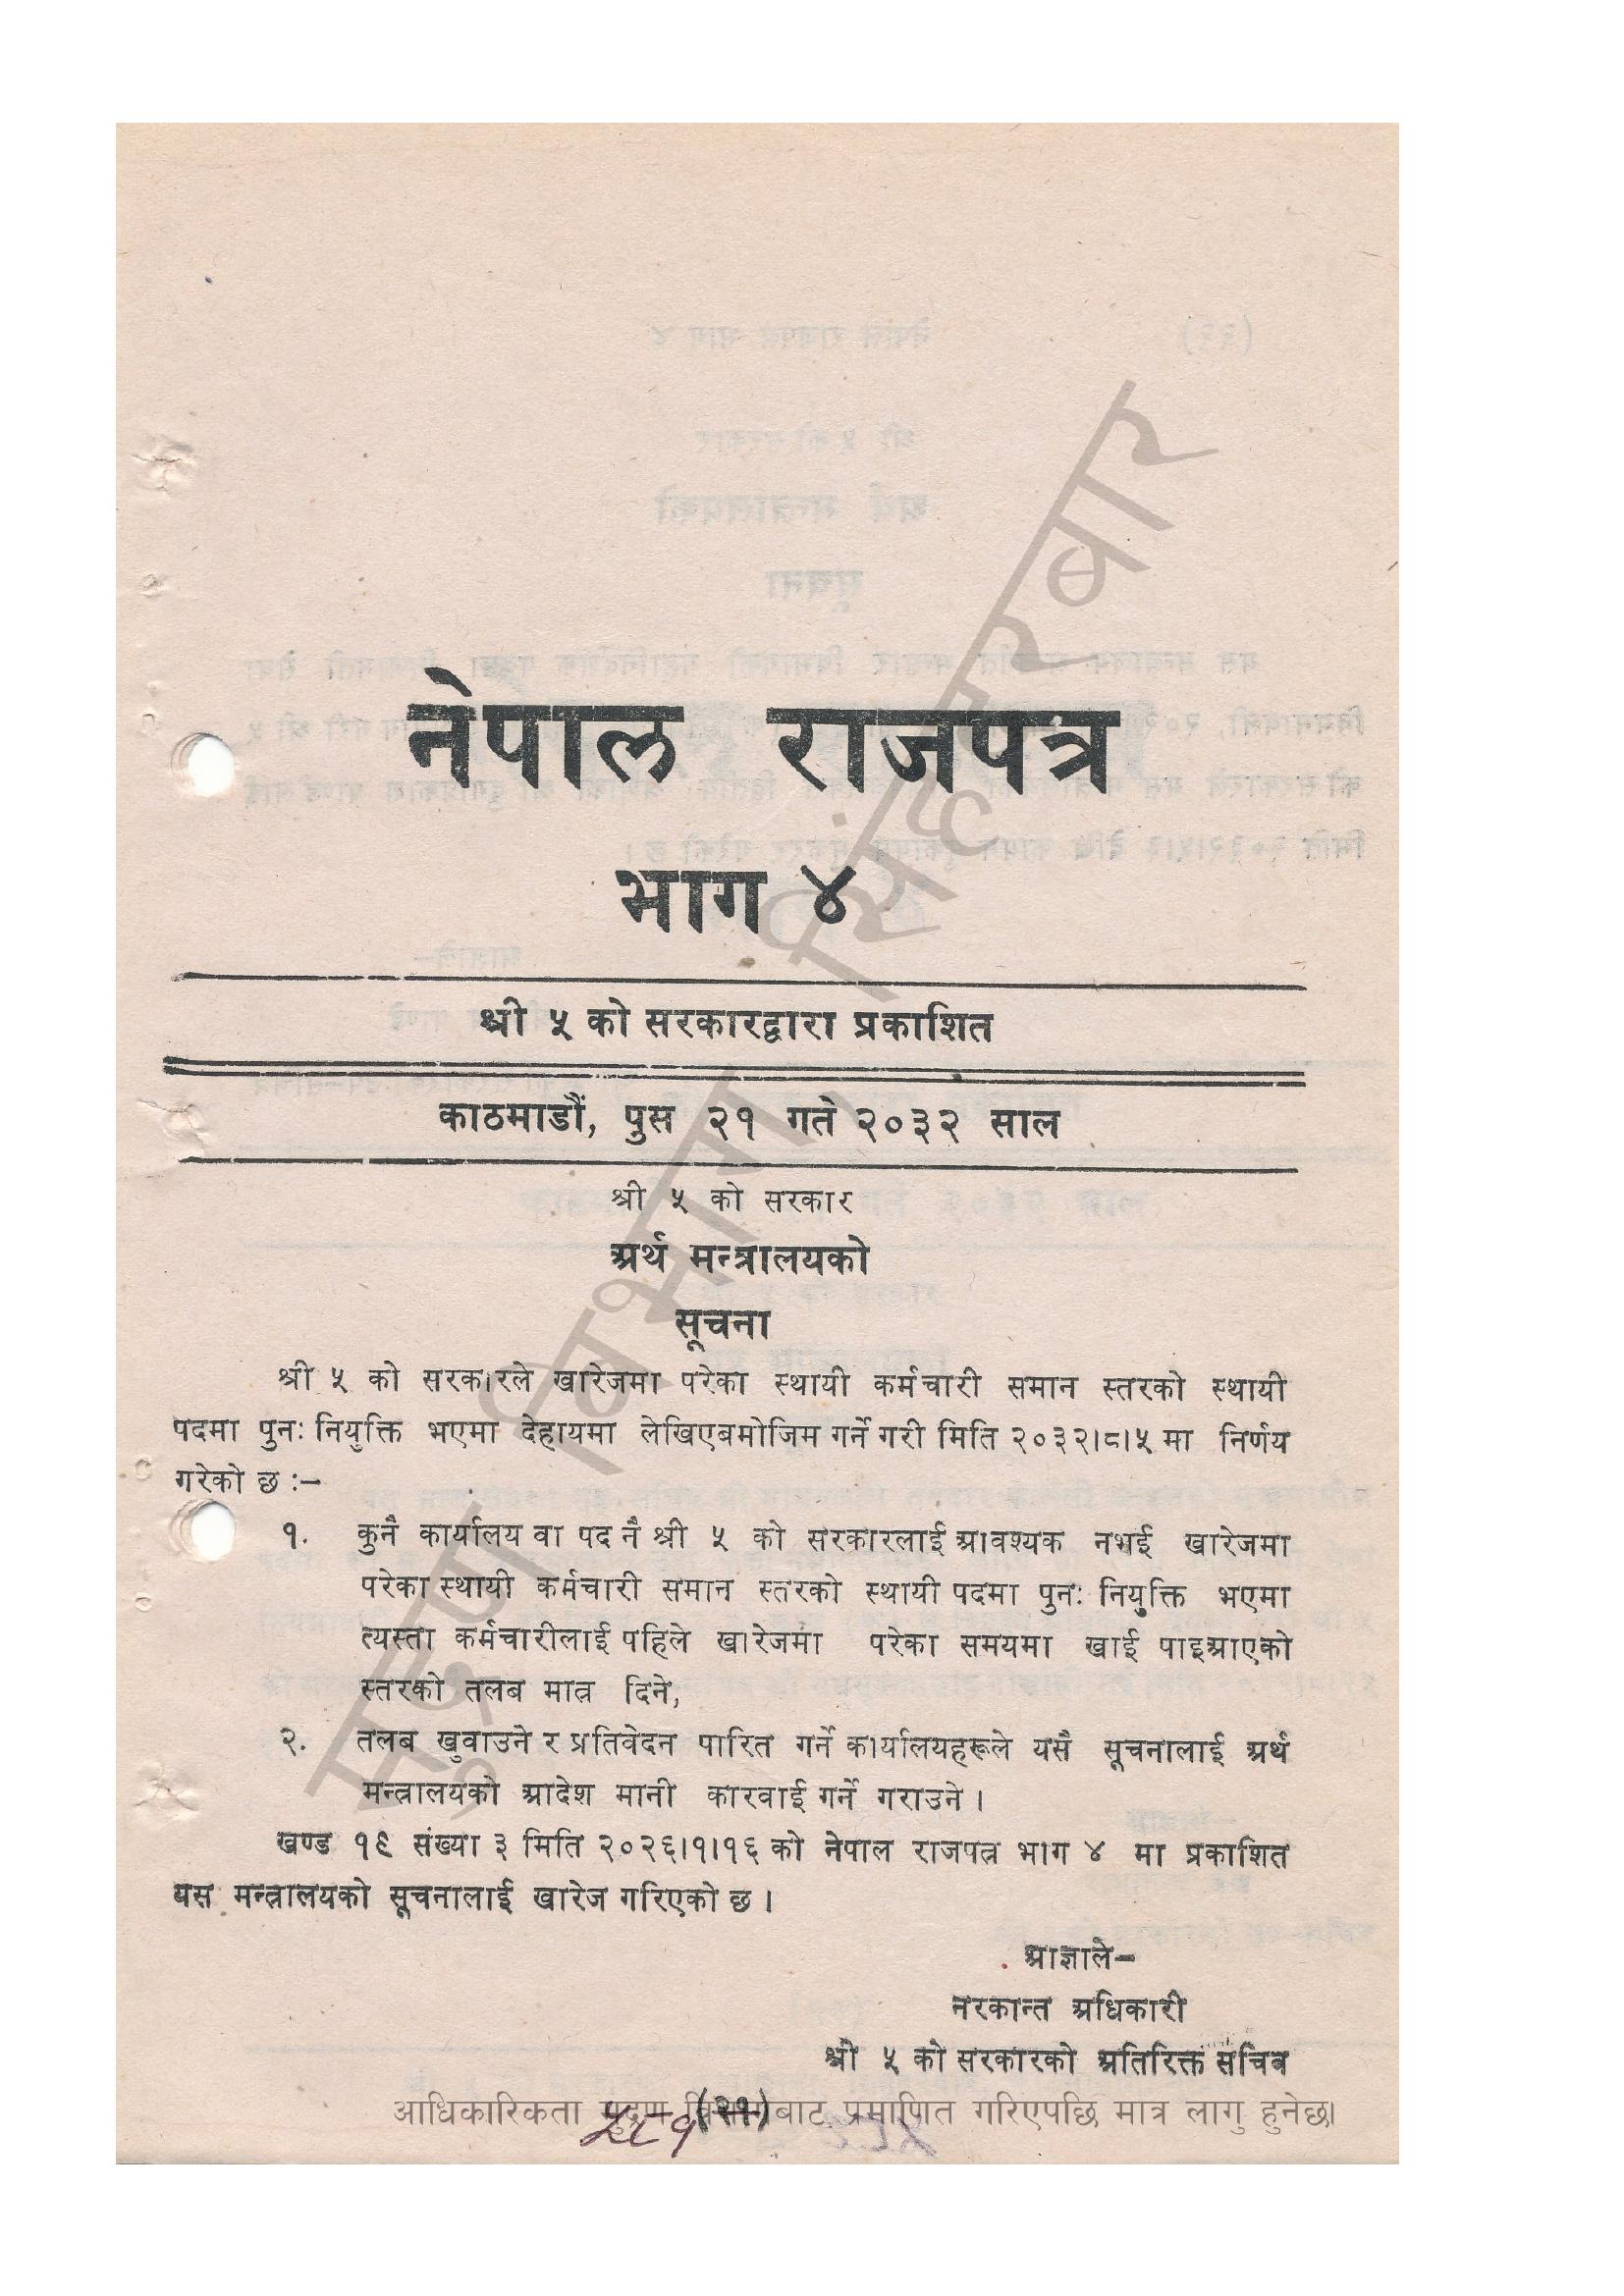 नेपाल राजपत्र
भाग ४
श्री ५ को सरकारद्वारा प्रकाशित
काठमाडौं, पुस २१ गते २०३२ साल
श्री ५ को सरकार
अर्थ मन्त्रालयको
सूचना
श्री ५ को सरकारले खारेजमा परेका स्थायी कर्मचारी समान स्तरको स्थायी
पदमा पुनः नियुक्ति भएमा देहायमा लेखिएबमोजिम गर्ने गरी मिति २०३२।८।५ मा निर्णय
गरेको छ :–
१. कुनै कार्यालय वा पद नै श्री ५ को सरकारलाई आवश्यक नभई खारेजमा
परेका स्थायी कर्मचारी समान स्तरको स्थायी पदमा पुनः नियुक्ति भएमा
त्यस्ता कर्मचारीलाई पहिले खारेजमा परेका समयमा खाई पाइआएको
स्तरको तलब मात्र दिने,
२. तलब खुवाउने र प्रतिवेदन पारित गर्ने कार्यालयहरूले यसै सूचनालाई अर्थ
मन्त्रालयको आदेश मानी कारवाई गर्ने गराउने ।
खण्ड १९ संख्या ३ मिति २०२६।१।१६ को नेपाल राजपत्र भाग ४ मा प्रकाशित
यस मन्त्रालयको सूचनालाई खारेज गरिएको छ ।
आज्ञाले–
नरकान्त अधिकारी
श्री ५ को सरकारको अतिरिक्त सचिव
(२१)
आधिकारिकता मुद्रण विभागबाट प्रमाणित गरिएपछि मात्र लागु हुनेछ।
५८१
मुद्रण विभाग, सिंहदरबार